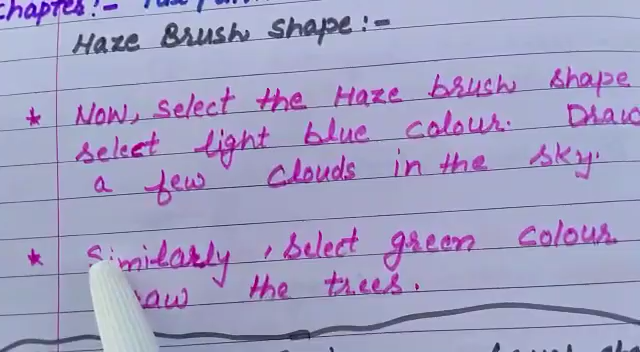 Chapter:-
Haze Brush Shape:-
* Now, select the Haze brush shape
select light blue colour. Draw
a few clouds in the sky.
* Similarly, select green colour
the trees.